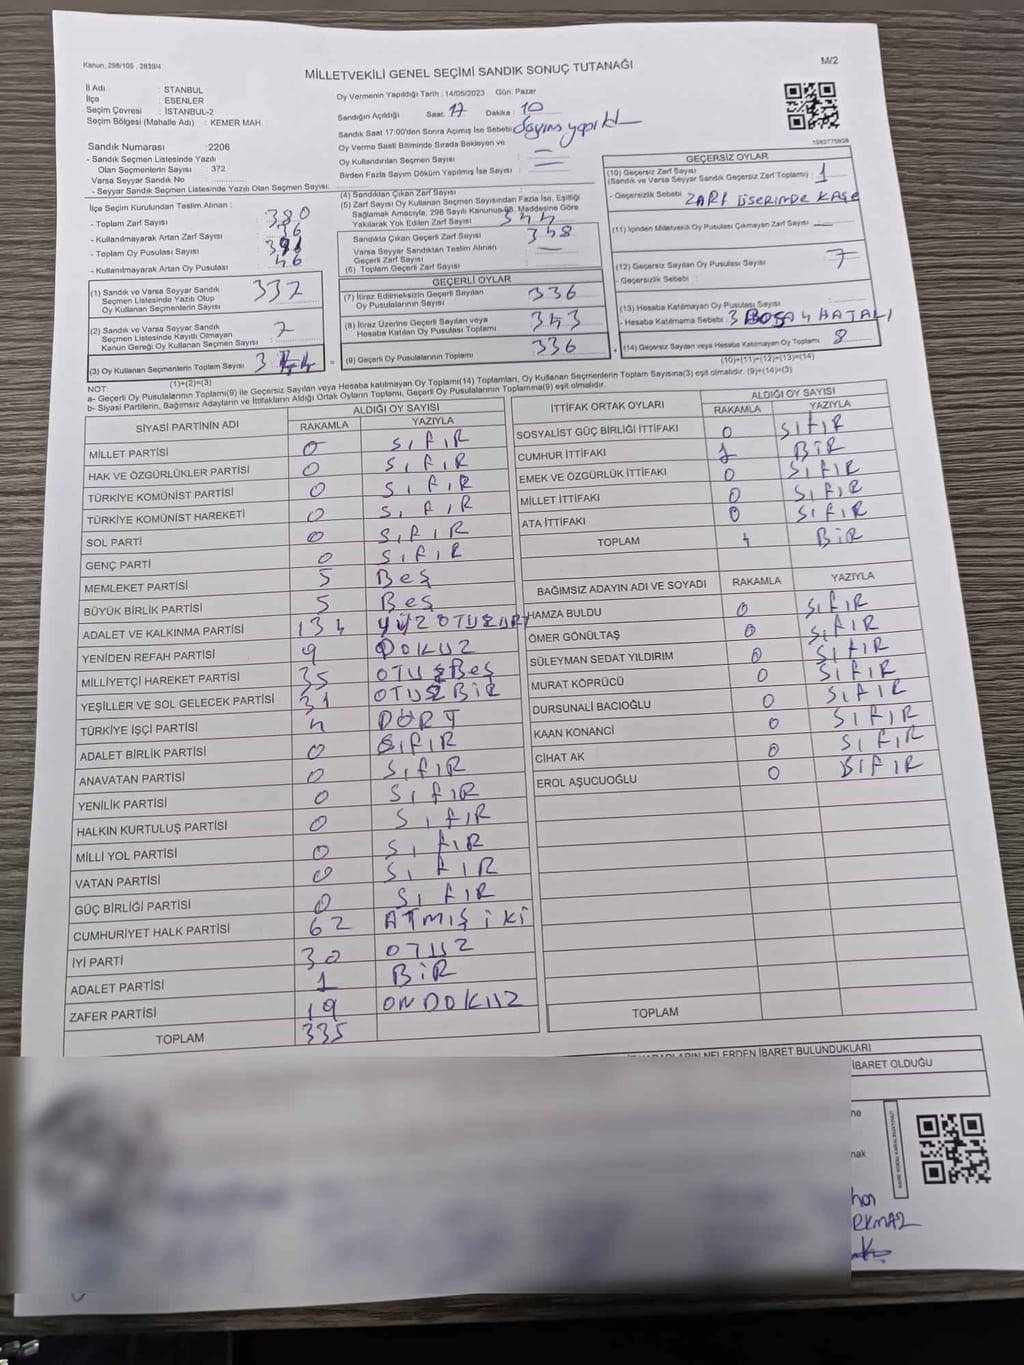 Kanun, 298/105 , 2839/4
MİLLETVEKİLİ GENEL SEÇİMİ SANDIK SONUÇ TUTANAĞI
M/2
İl Adı : İSTANBUL
İlçe : ESENLER
Seçim Çevresi : İSTANBUL-2
Seçim Bölgesi (Mahalle Adı) : KEMER MAH.
Sandık Numarası :2206
- Sandık Seçmen Listesinde Yazılı
Olan Seçmenlerin Sayısı : 372
Varsa Seyyar Sandık No :
- Seyyar Sandık Seçmen Listesinde Yazılı Olan Seçmen Sayısı:
İlçe Seçim Kurulundan Teslim Alınan :
- Toplam Zarf Sayısı : 380
- Kullanılmayarak Artan Zarf Sayısı : 36
- Toplam Oy Pusulası Sayısı :
- Kullanılmayarak Artan Oy Pusulası : 46
(1) Sandık ve Varsa Seyyar Sandık
Seçmen Listesinde Yazılı Olup
Oy Kullanan Seçmenlerin Sayısı 337
(2) Sandık ve Varsa Seyyar Sandık
Seçmen Listesinde Kayıtlı Olmayan
Kanun Gereği Oy Kullanan Seçmen Sayısı 7
(3) Oy Kullanan Seçmenlerin Toplam Sayısı
(1)+(2)=(3)
Oy Vermenin Yapıldığı Tarih : 14/05/2023 Gün: Pazar
Sandığın Açıldığı Saat: 17 Dakika : 10
Sandık Saat 17:00'den Sonra Açmış İse Sebebi: Sayım yapıldı
Oy Verme Saati Bitiminde Sırada Bekleyen ve
Oy Kullandırılan Seçmen Sayısı :
Birden Fazla Sayım Döküm Yapılmış İse Sayısı :
(4) Sandıktan Çıkan Zarf Sayısı :
(5) Zarf Sayısı Oy Kullanan Seçmen Sayısından Fazla İse, Eşitliği
Sağlamak Amacıyla, 298 Sayılı Kanunun 98. Maddesine Göre
Yakılarak Yok Edilen Zarf Sayısı : 344
Sandıkta Çıkan Geçerli Zarf Sayısı : 348
Varsa Seyyar Sandıktan Teslim Alınan
Geçerli Zarf Sayısı :
(6) Toplam Geçerli Zarf Sayısı :
GEÇERLİ OYLAR
(7) İtiraz Edilmeksizin Geçerli Sayılan
Oy Pusulalarının Sayısı : 336
(8) İtiraz Üzerine Geçerli Sayılan veya
Hesaba Katılan Oy Pusulası Toplamı : 343
(9) Geçerli Oy Pusulalarının Toplamı : 336
1583775938
GEÇERSİZ OYLAR
(10) Geçersiz Zarf Sayısı
(Sandık ve Varsa Seyyar Sandık Geçersiz Zarf Toplamı) : 1
- Geçersizlik Sebebi : ZARF ÜSERİNDE KAŞE
(11) İçinden Milletvekili Oy Pusulası Çıkmayan Zarf Sayısı :
(12) Geçersiz Sayılan Oy Pusulası Sayısı : 7
- Geçersizlik Sebebi :
(13) Hesaba Katılmayan Oy Pusulası Sayısı :
- Hesaba Katılmama Sebebi : 3 BOŞ 4 HATALI
(14) Geçersiz Sayılan veya Hesaba Katılmayan Oy Toplamı : 8
(10)+(11)+(12)+(13)=(14)
NOT:
a- Geçerli Oy Pusulalarının Toplamı(9) ile Geçersiz Sayılan veya Hesaba katılmayan Oy Toplamı(14) Toplamları, Oy Kullanan Seçmenlerin Toplam Sayısına(3) eşit olmalıdır. (9)+(14)=(3)
b- Siyasi Partilerin, Bağımsız Adayların ve İttifakların Aldığı Ortak Oyların Toplamı, Geçerli Oy Pusulalarının Toplamına(9) eşit olmalıdır.
SİYASİ PARTİNİN ADI ALDIĞI OY SAYISI
RAKAMLA YAZIYLA
MİLLET PARTİSİ 0 SIFIR
HAK VE ÖZGÜRLÜKLER PARTİSİ 0 SIFIR
TÜRKİYE KOMÜNİST PARTİSİ 0 SIFIR
TÜRKİYE KOMÜNİST HAREKETİ 0 SIFIR
SOL PARTİ 0 SIFIR
GENÇ PARTİ 0 SIFIR
MEMLEKET PARTİSİ 5 BEŞ
BÜYÜK BİRLİK PARTİSİ 5 BEŞ
ADALET VE KALKINMA PARTİSİ 134 YÜZ OTUZDÖRT
YENİDEN REFAH PARTİSİ 9 DOKUZ
MİLLİYETÇİ HAREKET PARTİSİ 35 OTUZBEŞ
YEŞİLLER VE SOL GELECEK PARTİSİ 31 OTUZBİR
TÜRKİYE İŞÇİ PARTİSİ 4 DÖRT
ADALET BİRLİK PARTİSİ 0 SIFIR
ANAVATAN PARTİSİ 0 SIFIR
YENİLİK PARTİSİ 0 SIFIR
HALKIN KURTULUŞ PARTİSİ 0 SIFIR
MİLLİ YOL PARTİSİ 0 SIFIR
VATAN PARTİSİ 0 SIFIR
GÜÇ BİRLİĞİ PARTİSİ 0 SIFIR
CUMHURİYET HALK PARTİSİ 62 ATMIŞ İKİ
İYİ PARTİ 30 OTUZ
ADALET PARTİSİ 1 BİR
ZAFER PARTİSİ 19 ONDOKUZ
TOPLAM 335
İTTİFAK ORTAK OYLARI ALDIĞI OY SAYISI
RAKAMLA YAZIYLA
SOSYALİST GÜÇ BİRLİĞİ İTTİFAKI 0 SIFIR
CUMHUR İTTİFAKI 1 BİR
EMEK VE ÖZGÜRLÜK İTTİFAKI 0 SIFIR
MİLLET İTTİFAKI 0 SIFIR
ATA İTTİFAKI 0 SIFIR
TOPLAM 1 BİR
BAĞIMSIZ ADAYIN ADI VE SOYADI RAKAMLA YAZIYLA
HAMZA BULDU 0 SIFIR
ÖMER GÖNÜLTAŞ 0 SIFIR
SÜLEYMAN SEDAT YILDIRIM 0 SIFIR
MURAT KÖPRÜCÜ 0 SIFIR
DURSUNALİ BACIOĞLU 0 SIFIR
KAAN KONANCİ 0 SIFIR
CİHAT AK 0 SIFIR
EROL AŞUCUOĞLU 0 SIFIR
TOPLAM
NELERDEN İBARET BULUNDUKLARI
İBARET OLDUĞU